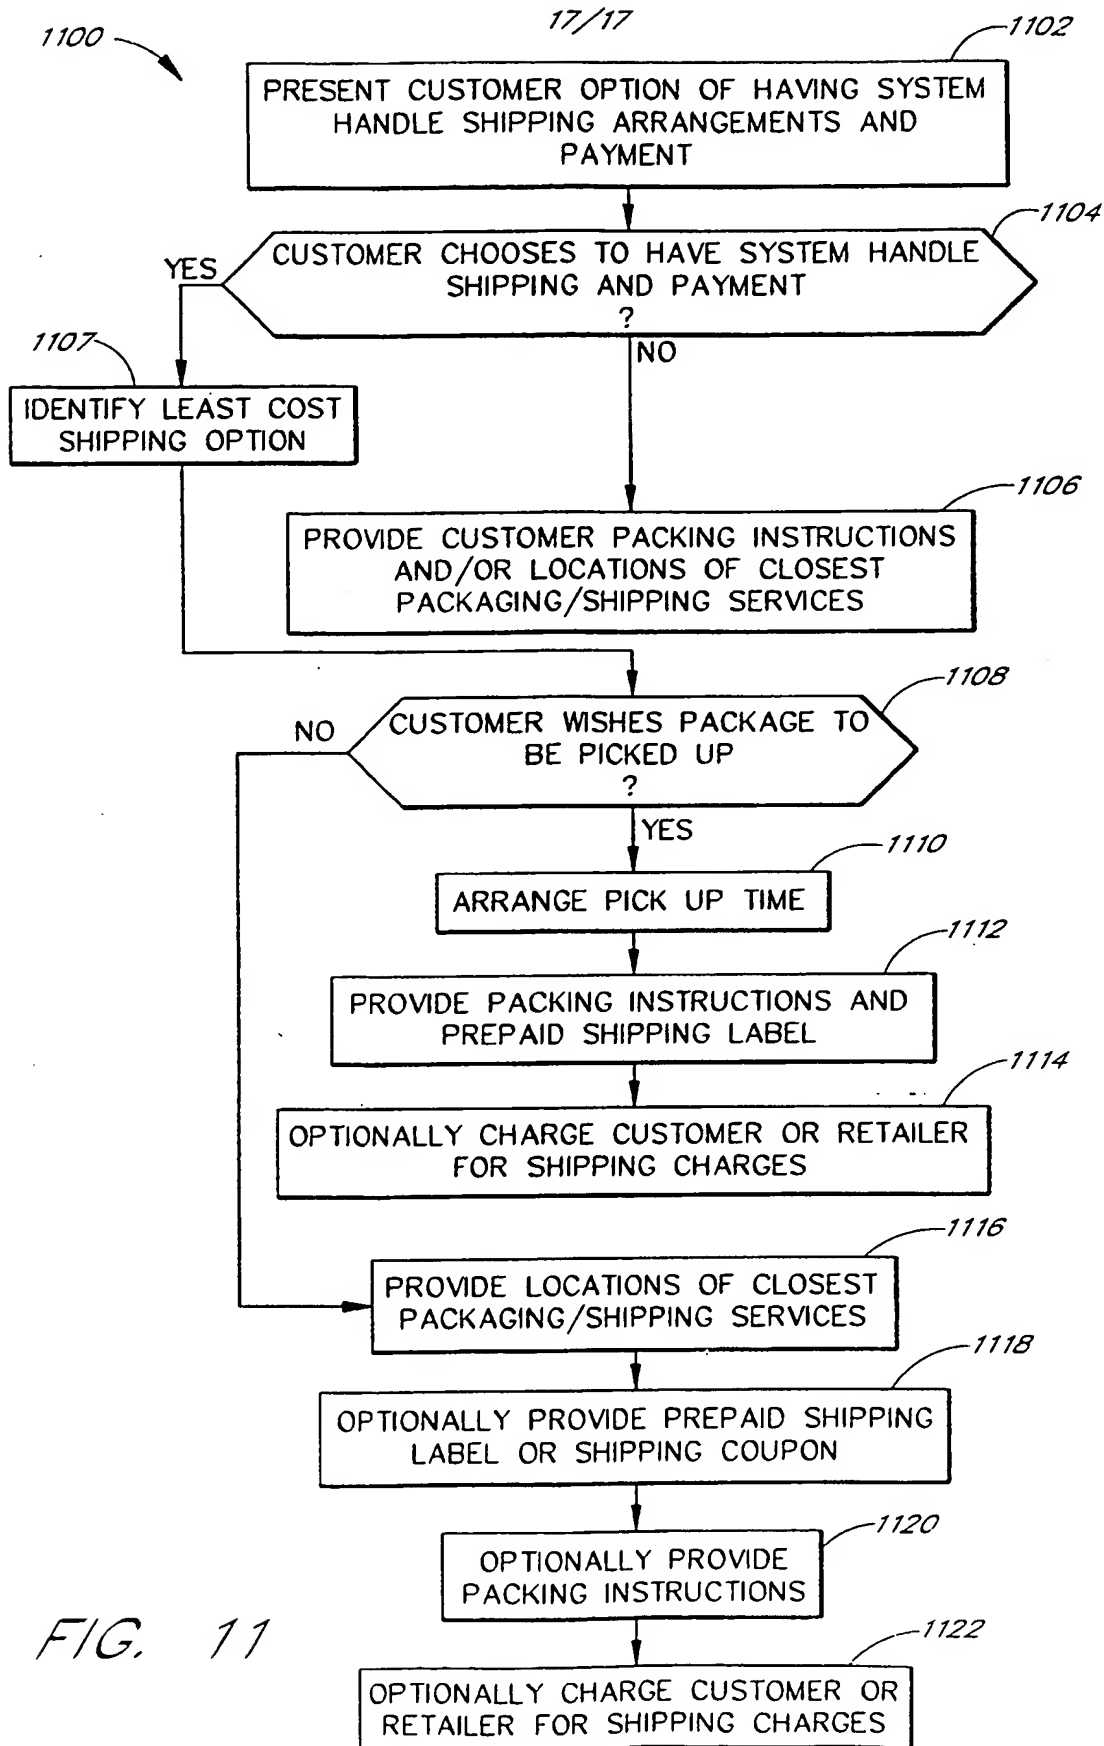 17/17
1100
1102
PRESENT CUSTOMER OPTION OF HAVING SYSTEM
HANDLE SHIPPING ARRANGEMENTS AND
PAYMENT
1104
CUSTOMER CHOOSES TO HAVE SYSTEM HANDLE
SHIPPING AND PAYMENT
?
YES
NO
1107
IDENTIFY LEAST COST
SHIPPING OPTION
1106
PROVIDE CUSTOMER PACKING INSTRUCTIONS
AND/OR LOCATIONS OF CLOSEST
PACKAGING/SHIPPING SERVICES
1108
CUSTOMER WISHES PACKAGE TO
BE PICKED UP
?
NO
YES
1110
ARRANGE PICK UP TIME
1112
PROVIDE PACKING INSTRUCTIONS AND
PREPAID SHIPPING LABEL
1114
OPTIONALLY CHARGE CUSTOMER OR RETAILER
FOR SHIPPING CHARGES
1116
PROVIDE LOCATIONS OF CLOSEST
PACKAGING/SHIPPING SERVICES
1118
OPTIONALLY PROVIDE PREPAID SHIPPING
LABEL OR SHIPPING COUPON
1120
OPTIONALLY PROVIDE
PACKING INSTRUCTIONS
1122
OPTIONALLY CHARGE CUSTOMER OR
RETAILER FOR SHIPPING CHARGES
FIG. 11